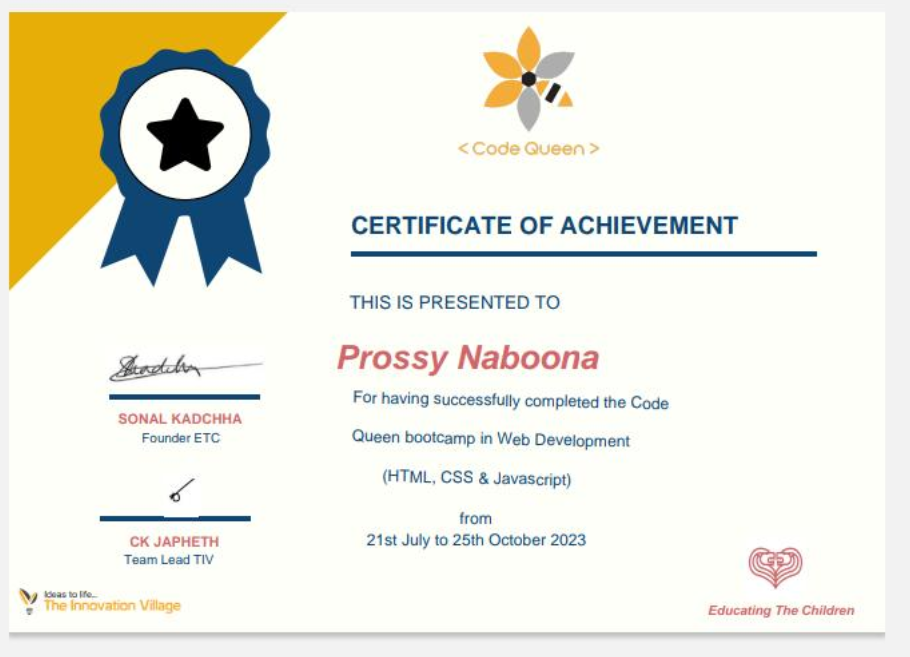 < Code Queen >
CERTIFICATE OF ACHIEVEMENT
THIS IS PRESENTED TO
Prossy Naboona
For having successfully completed the Code
Queen bootcamp in Web Development
(HTML, CSS & Javascript)
from
21st July to 25th October 2023
SONAL KADCHHA
Founder ETC
CK JAPHETH
Team Lead TIV
Ideas to life...
The Innovation Village
Educating The Children